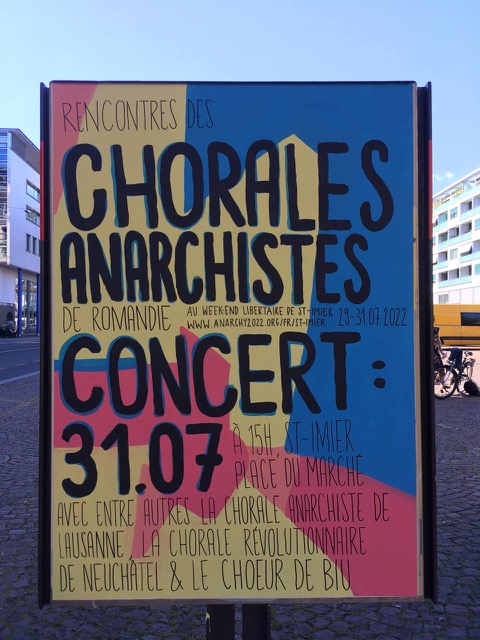 RENCONTRES DES
CHORALES
ANARCHISTES
DE ROMANDIE AU WEEK-END LIBERTAIRE DE ST-IMIER 29-31.07 2022
WWW.ANARCHY2022.ORG/FR/ST-IMIER
CONCERT:
31.07 À 15H, ST-IMIER
PLACE DU MARCHÉ
AVEC ENTRE AUTRES LA CHORALE ANARCHISTE DE
LAUSANNE, LA CHORALE RÉVOLUTIONNAIRE
DE NEUCHÂTEL & LE CHOEUR DE BIU